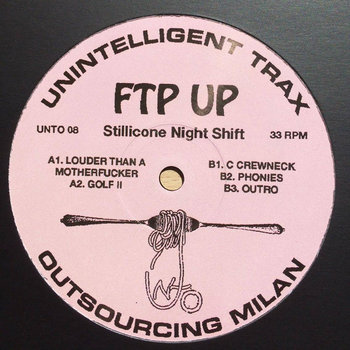 UNINTELLIGENT TRAX
FTP UP
UNTO 08
Stillicone Night Shift
33 RPM
A1. LOUDER THAN A
MOTHERFUCKER
A2. GOLF II
B1. C CREWNECK
B2. PHONIES
B3. OUTRO
OUTSOURCING MILAN